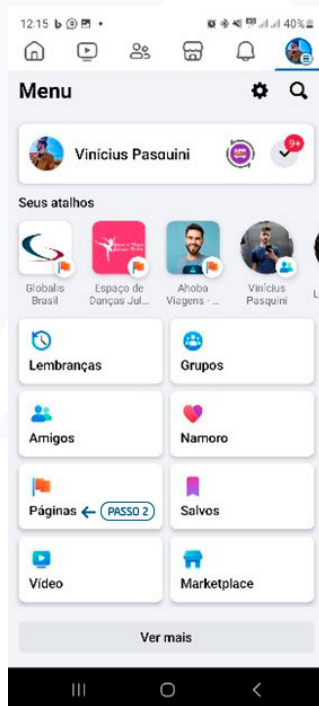 12:15
40%
Menu
Vinícius Pasquini
9+
Seus atalhos
Globalis Brasil
Espaço de Danças Jul...
Ahoba Viagens - ...
Vinícius Pasquini
Lembranças
Grupos
Amigos
Namoro
Páginas ← PASSO 2
Salvos
Vídeo
Marketplace
Ver mais